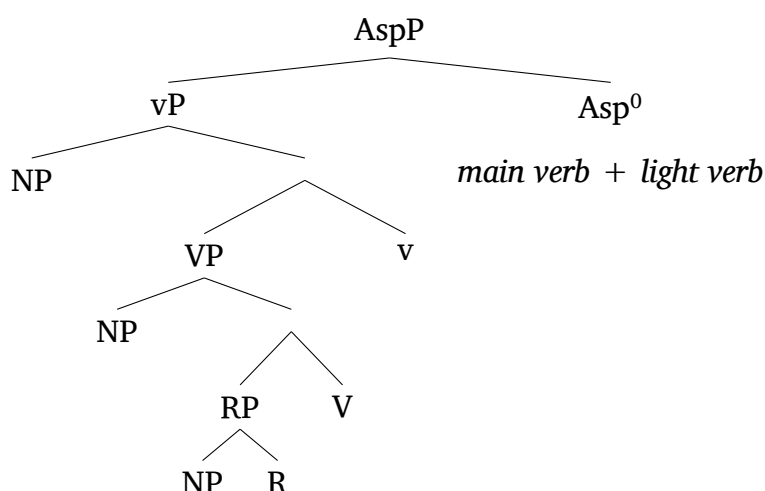 AspP
vP Asp⁰
NP main verb + light verb
VP v
NP
RP V
NP R